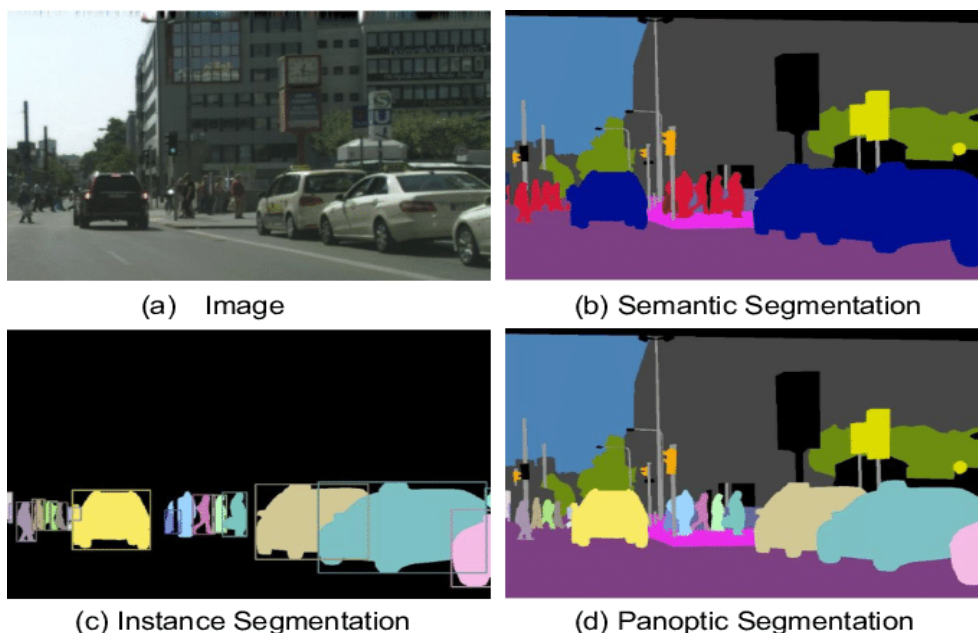 S
U
(a) Image
(b) Semantic Segmentation
(c) Instance Segmentation
(d) Panoptic Segmentation